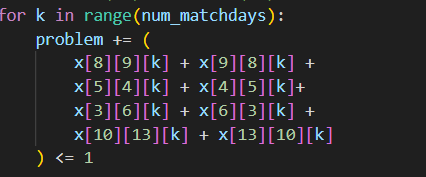 for k in range(num_matchdays):
    problem += (
        x[8][9][k] + x[9][8][k] +
        x[5][4][k] + x[4][5][k]+
        x[3][6][k] + x[6][3][k] +
        x[10][13][k] + x[13][10][k]
    ) <= 1